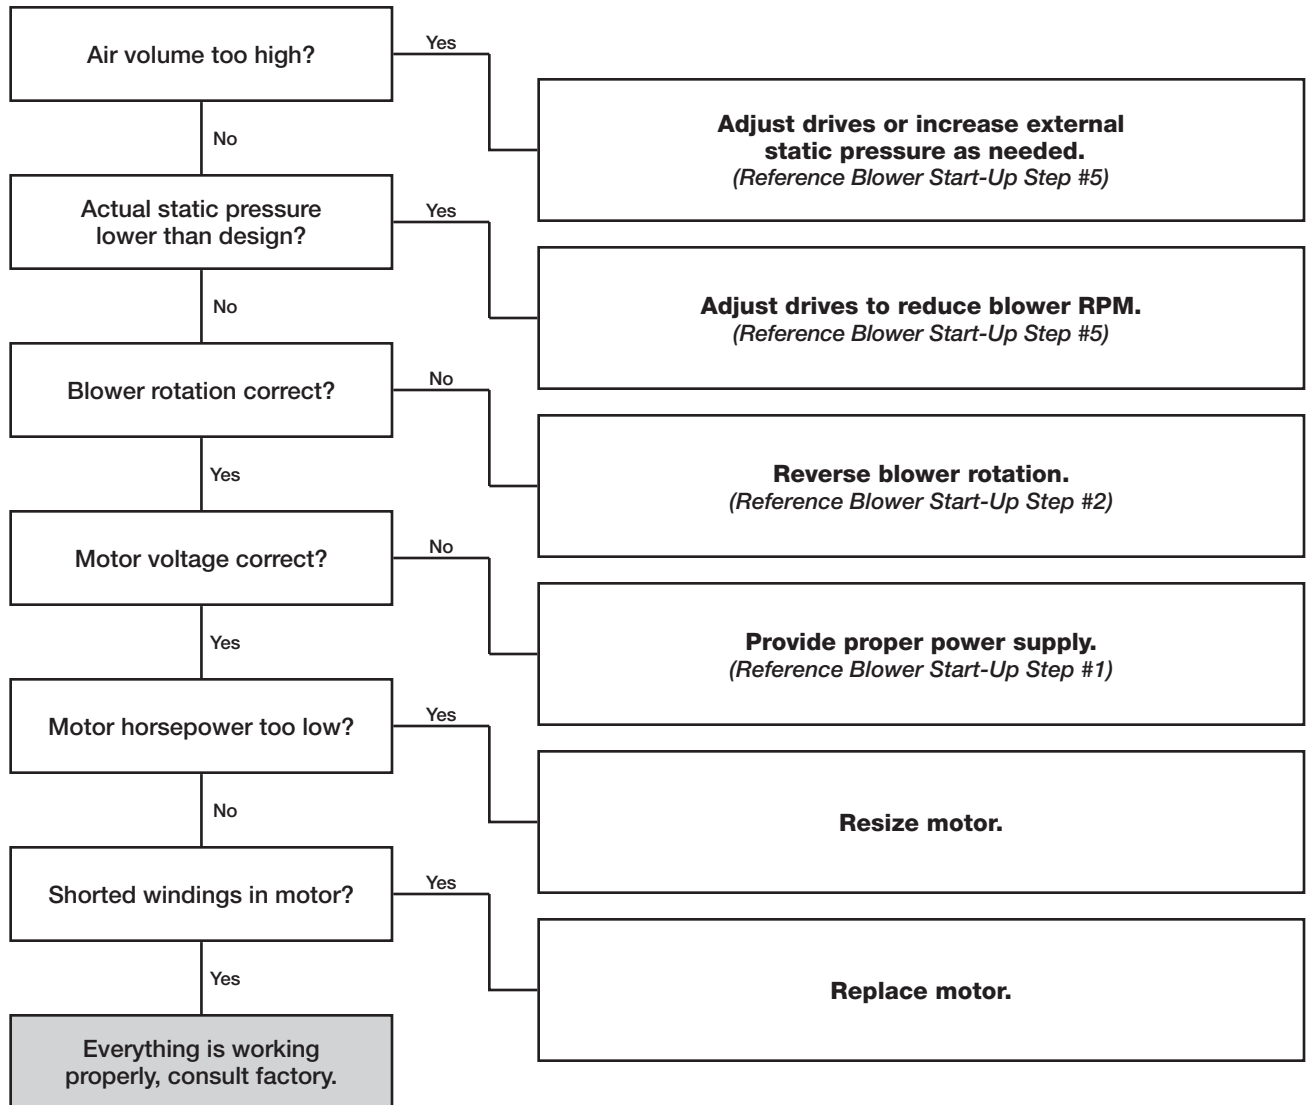 Air volume too high?
Yes
Adjust drives or increase external
static pressure as needed.
(Reference Blower Start-Up Step #5)
No
Actual static pressure
lower than design?
Yes
Adjust drives to reduce blower RPM.
(Reference Blower Start-Up Step #5)
No
Blower rotation correct?
No
Reverse blower rotation.
(Reference Blower Start-Up Step #2)
Yes
Motor voltage correct?
No
Provide proper power supply.
(Reference Blower Start-Up Step #1)
Yes
Motor horsepower too low?
Yes
Resize motor.
No
Shorted windings in motor?
Yes
Replace motor.
Yes
Everything is working
properly, consult factory.